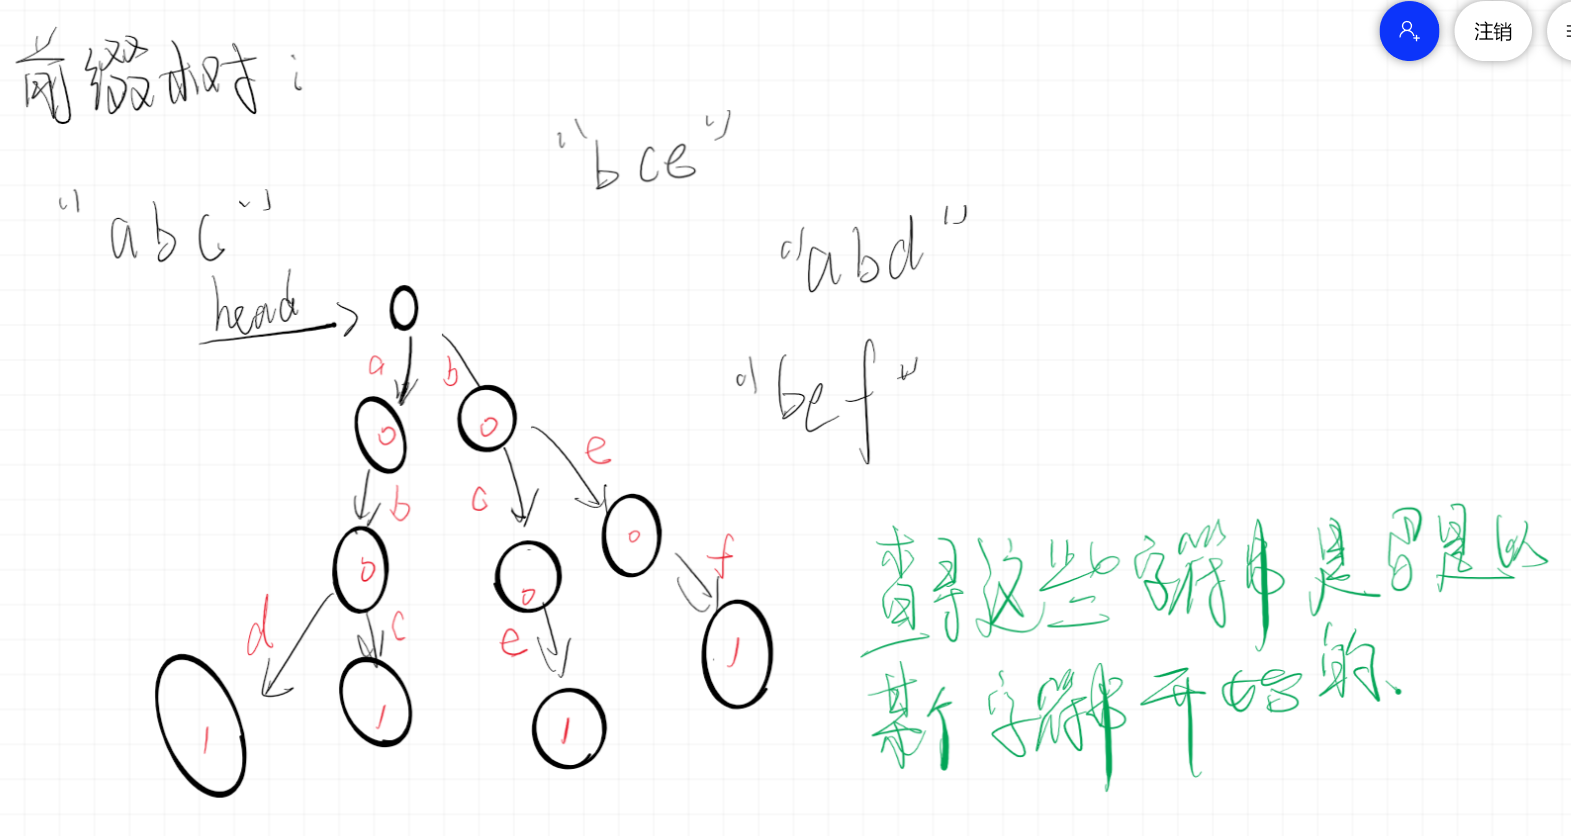 注销
前缀树:
"bce"
"abc"
"abd"
head
"bef"
a b
0 0
e
c
b
0
0 0
f
d c
e
1
1 1 1
查寻这些字符串是否是以
某个字符串开始的.